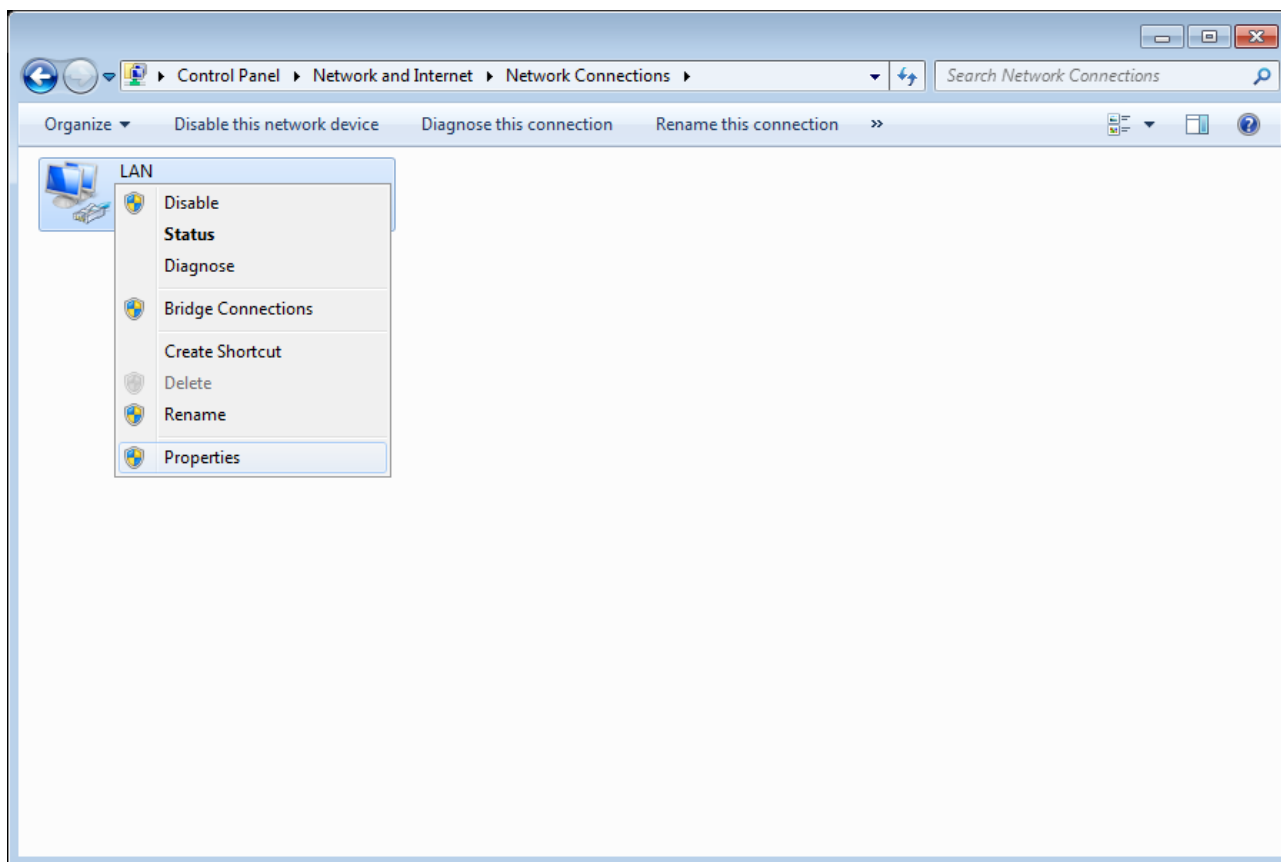 Control Panel Network and Internet Network Connections Search Network Connections
Organize Disable this network device Diagnose this connection Rename this connection »
LAN
Disable
Status
Diagnose
Bridge Connections
Create Shortcut
Delete
Rename
Properties